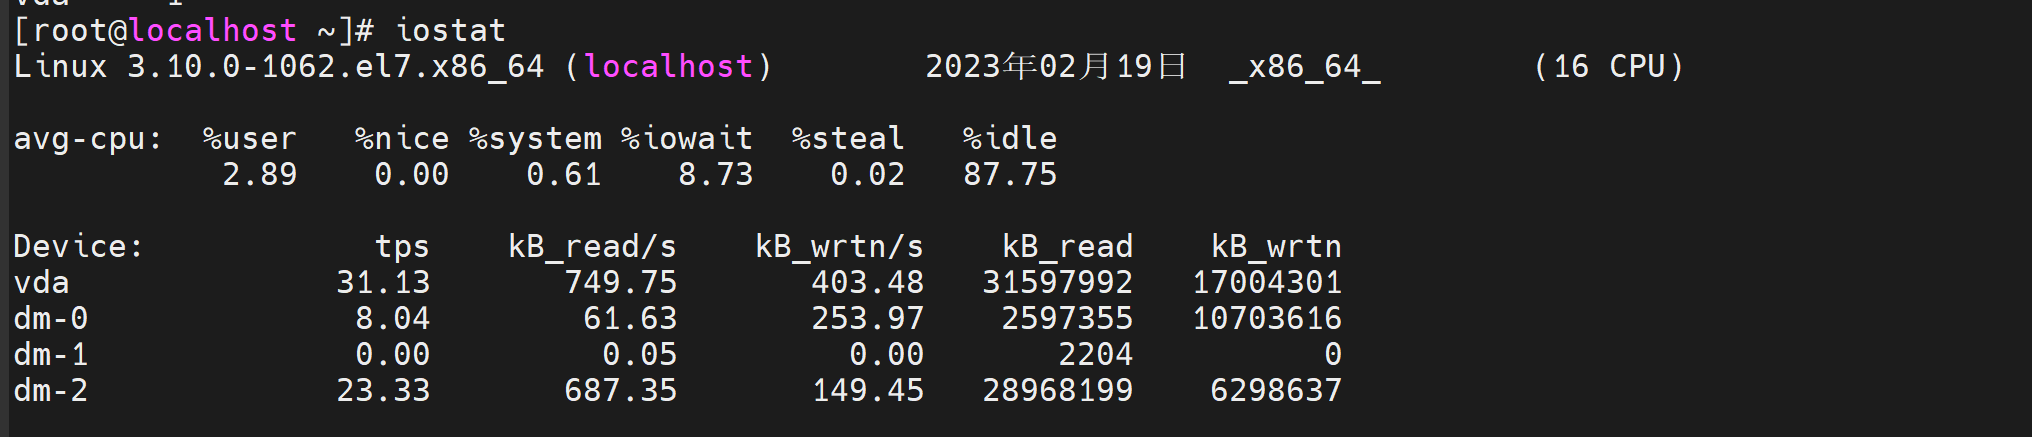 [root@localhost ~]# iostat
Linux 3.10.0-1062.el7.x86_64 (localhost) 2023年02月19日 _x86_64_ (16 CPU)
avg-cpu: %user %nice %system %iowait %steal %idle
2.89 0.00 0.61 8.73 0.02 87.75
Device: tps kB_read/s kB_wrtn/s kB_read kB_wrtn
vda 31.13 749.75 403.48 31597992 17004301
dm-0 8.04 61.63 253.97 2597355 10703616
dm-1 0.00 0.05 0.00 2204 0
dm-2 23.33 687.35 149.45 28968199 6298637